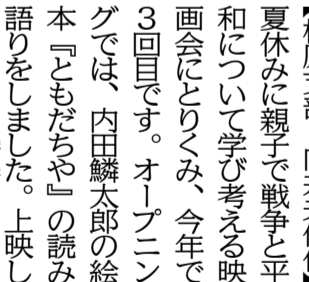 夏休みに親子で戦争と平
和について学び考える映
画会にとりくみ、今年で
３回目です。オープニン
グでは、内田鱗太郎の絵
本『ともだちや』の読み
語りをしました。上映し